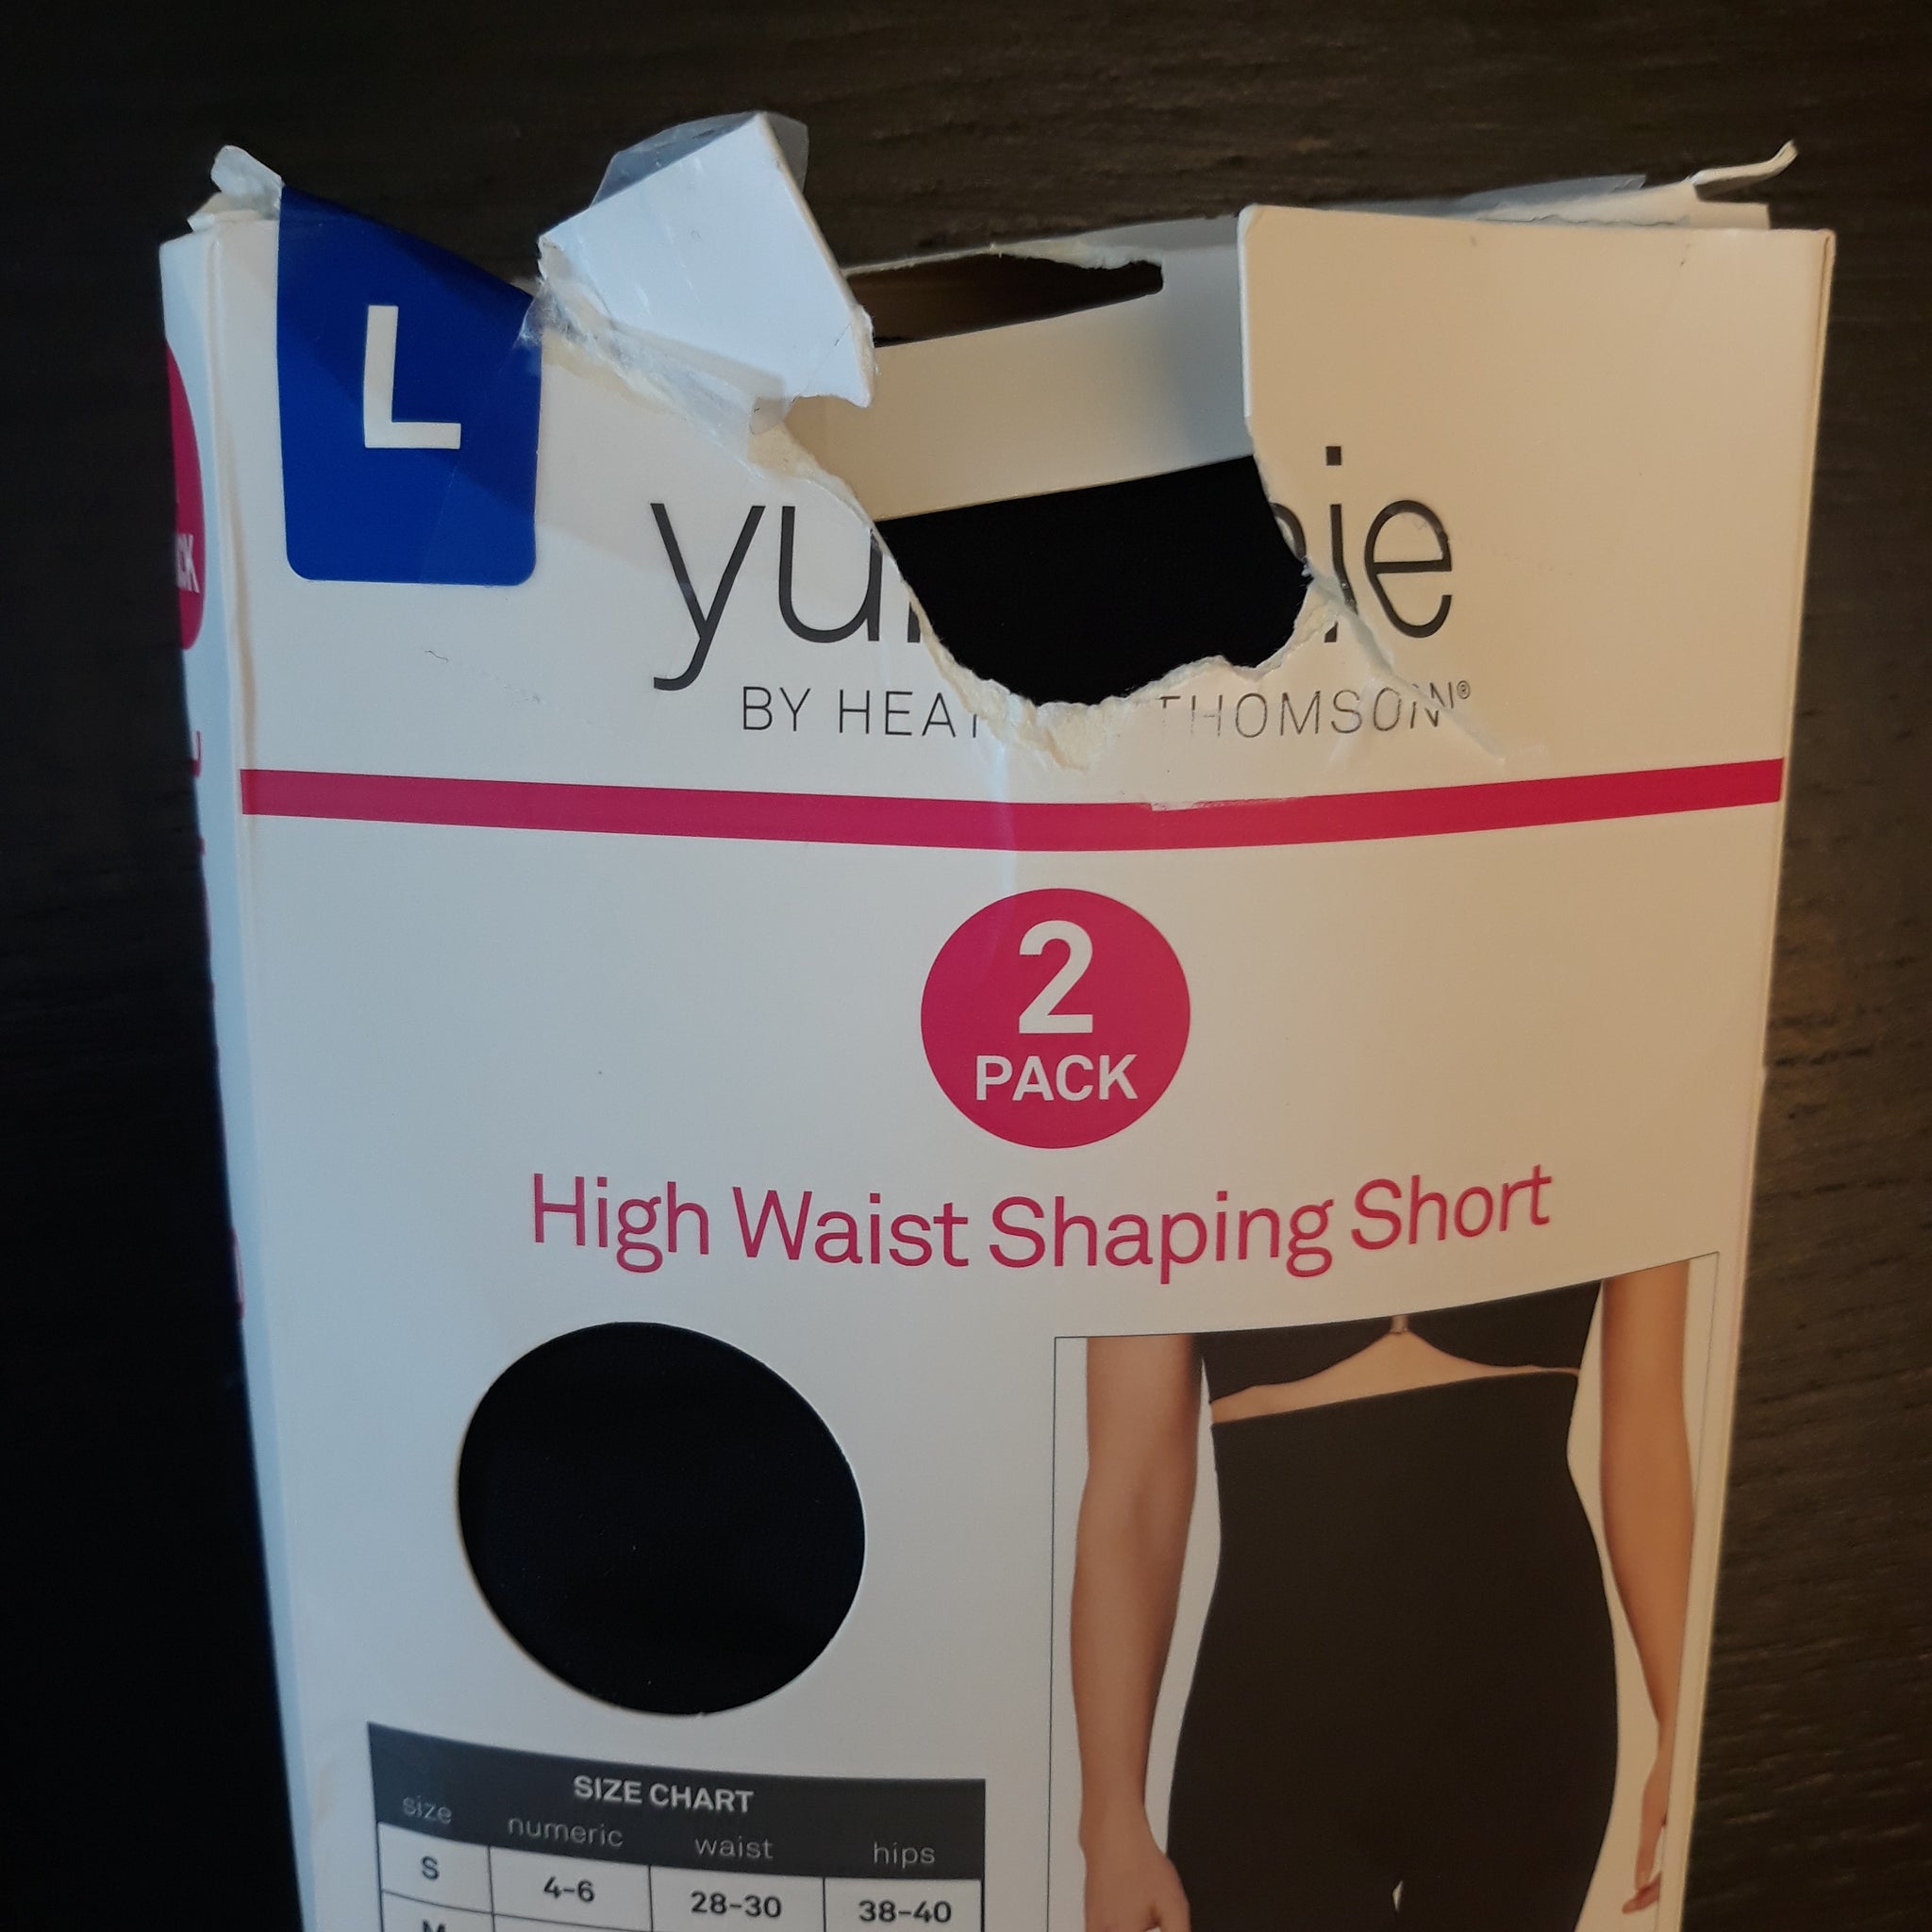 L
yu ie
BY HEAT THOMSON®
2
PACK
High Waist Shaping Short
SIZE CHART
size numeric waist hips
S 4-6 28-30 38-40
M